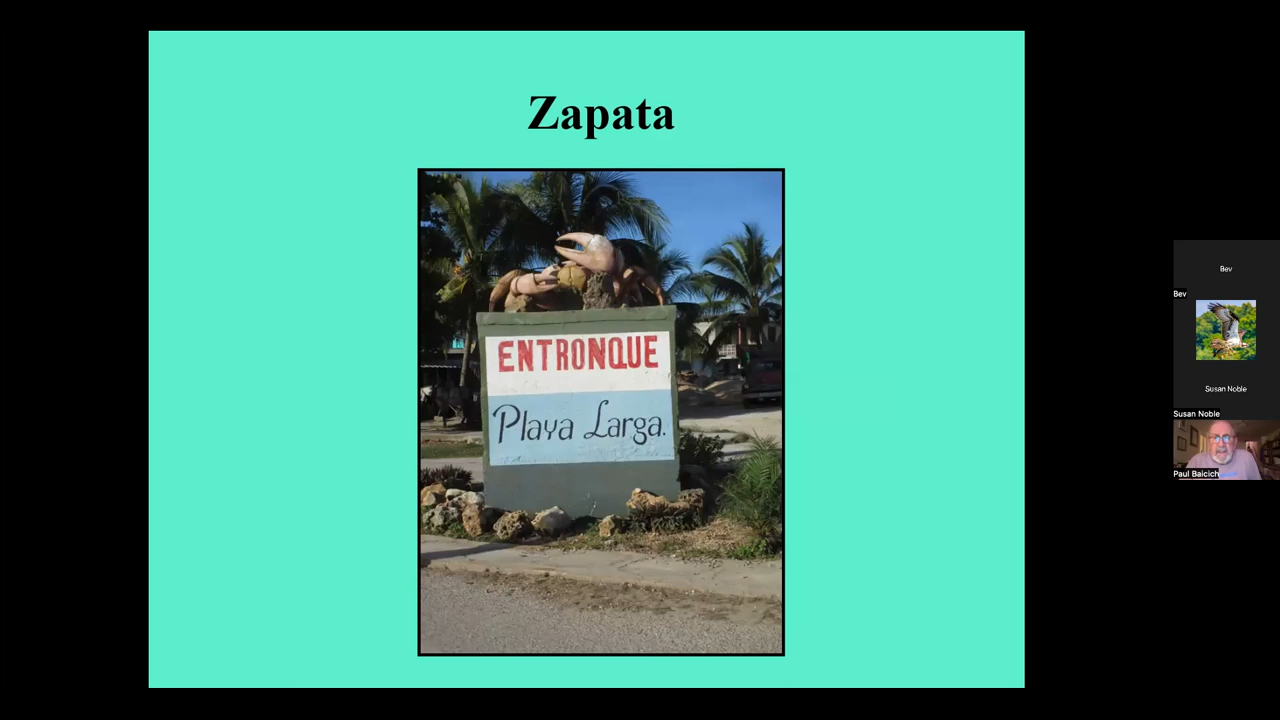 Zapata
ENTRONQUE
Playa Larga.
Bev
Bev
Susan Noble
Susan Noble
Paul Baicich